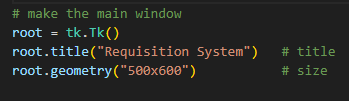 # make the main window
root = tk.Tk()
root.title("Requisition System")   # title
root.geometry("500x600")           # size